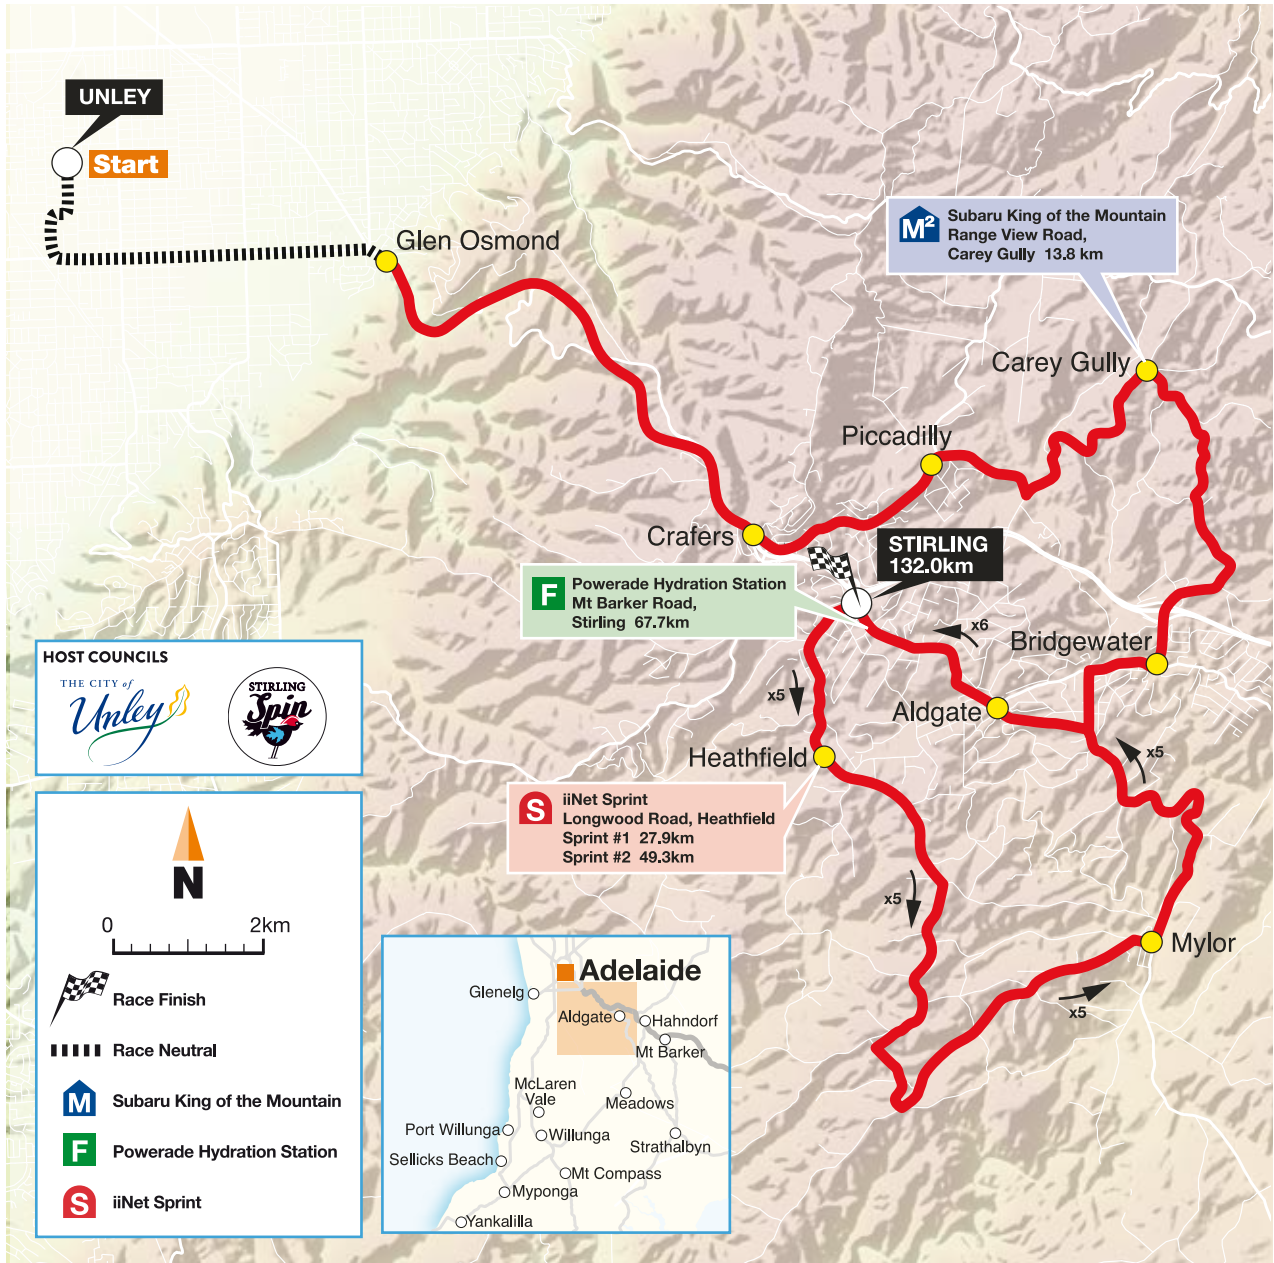 UNLEY
Start
Glen Osmond
M2 Subaru King of the Mountain
Range View Road,
Carey Gully 13.8 km
Carey Gully
Piccadilly
Crafers
STIRLING
132.0km
F Powerade Hydration Station
Mt Barker Road,
Stirling 67.7km
x6
Bridgewater
x5
Aldgate
x5
Heathfield
S iiNet Sprint
Longwood Road, Heathfield
Sprint #1 27.9km
Sprint #2 49.3km
x5
Mylor
x5
HOST COUNCILS
THE CITY of
Unley
STIRLING
Spin
N
0 2km
Race Finish
Race Neutral
M Subaru King of the Mountain
F Powerade Hydration Station
S iiNet Sprint
Adelaide
Glenelg
Aldgate
Hahndorf
Mt Barker
McLaren
Vale
Meadows
Port Willunga
Willunga
Strathalbyn
Sellicks Beach
Mt Compass
Myponga
Yankalilla